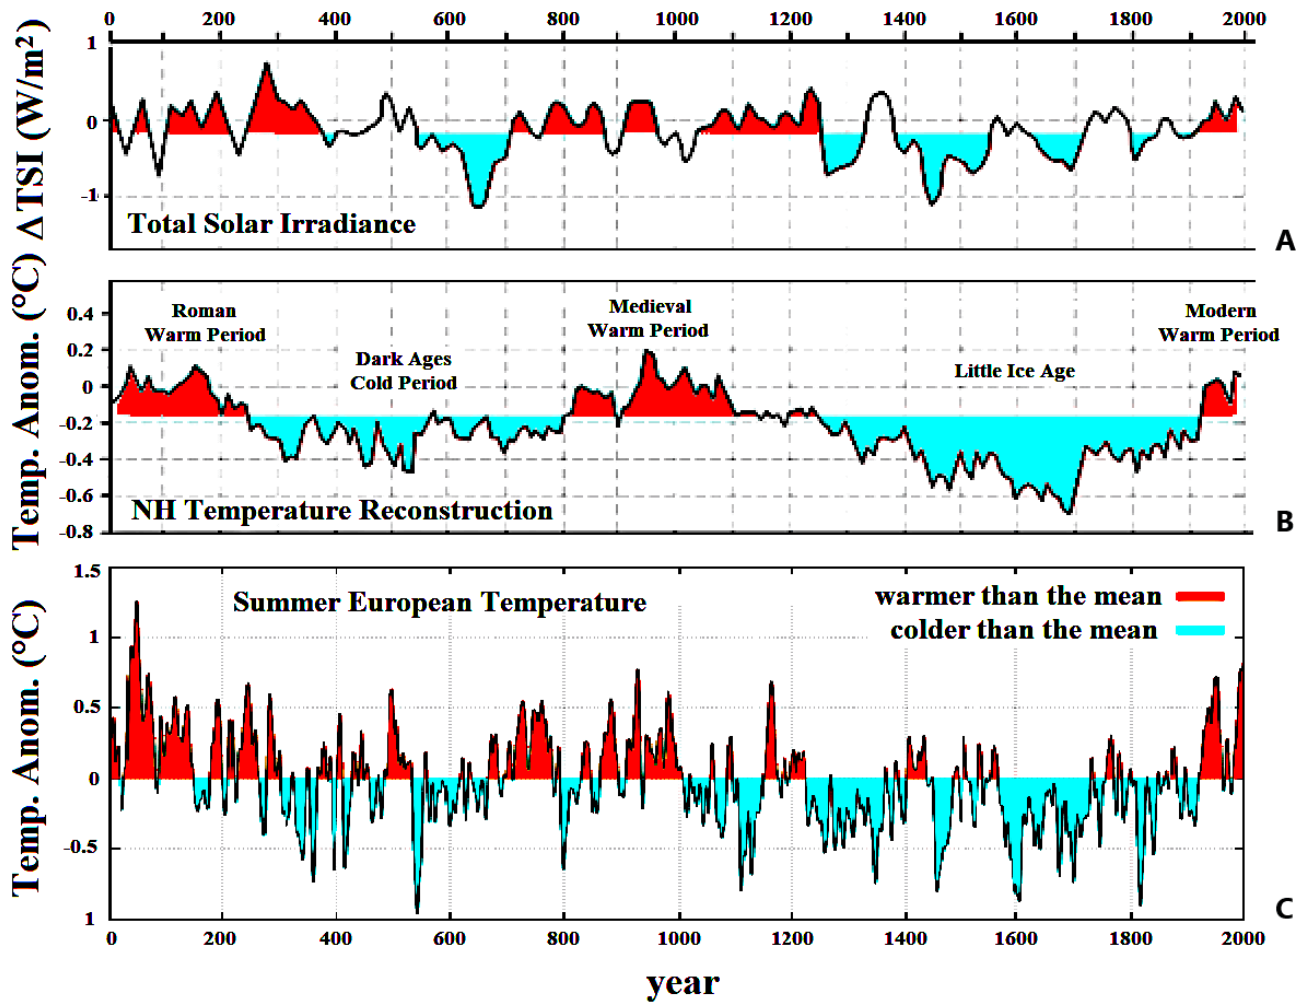 0 200 400 600 800 1000 1200 1400 1600 1800 2000
ΔTSI (W/m²)
1
0
-1
Total Solar Irradiance
A
Temp. Anom. (°C)
0.4
0.2
0
-0.2
-0.4
-0.6
-0.8
Roman
Warm Period
Dark Ages
Cold Period
Medieval
Warm Period
Little Ice Age
Modern
Warm Period
NH Temperature Reconstruction
B
Temp. Anom. (°C)
1.5
1
0.5
0
-0.5
1
Summer European Temperature
warmer than the mean
colder than the mean
C
0 200 400 600 800 1000 1200 1400 1600 1800 2000
year